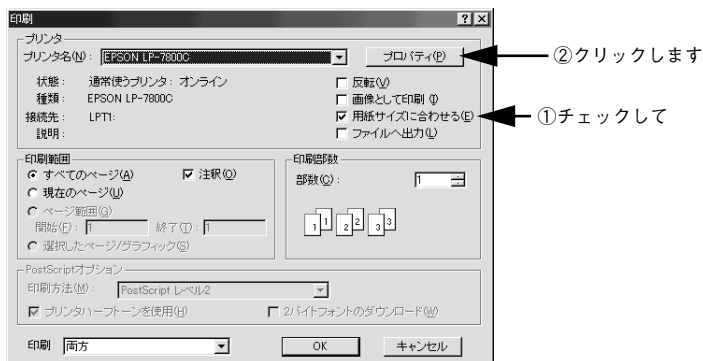 印刷
プリンタ
プリンタ名(N): EPSON LP-7800C プロパティ(P) ②クリックします
状態: 通常使うプリンタ: オンライン 反転(V)
種類: EPSON LP-7800C 画像として印刷(I)
接続先: LPT1: 用紙サイズに合わせる(E) ①チェックして
説明: ファイルへ出力(L)
印刷範囲 印刷部数
すべてのページ(A) 注釈(O) 部数(C): 1
現在のページ(U)
ページ範囲(G)
開始(F): 1 終了(T): 1 1 1 2 2 3 3
選択したページ/グラフィック(S)
PostScriptオプション
印刷方法(M): PostScript レベル2
プリンタハーフトーンを使用(H) 2バイトフォントのダウンロード(W)
印刷 両方 OK キャンセル